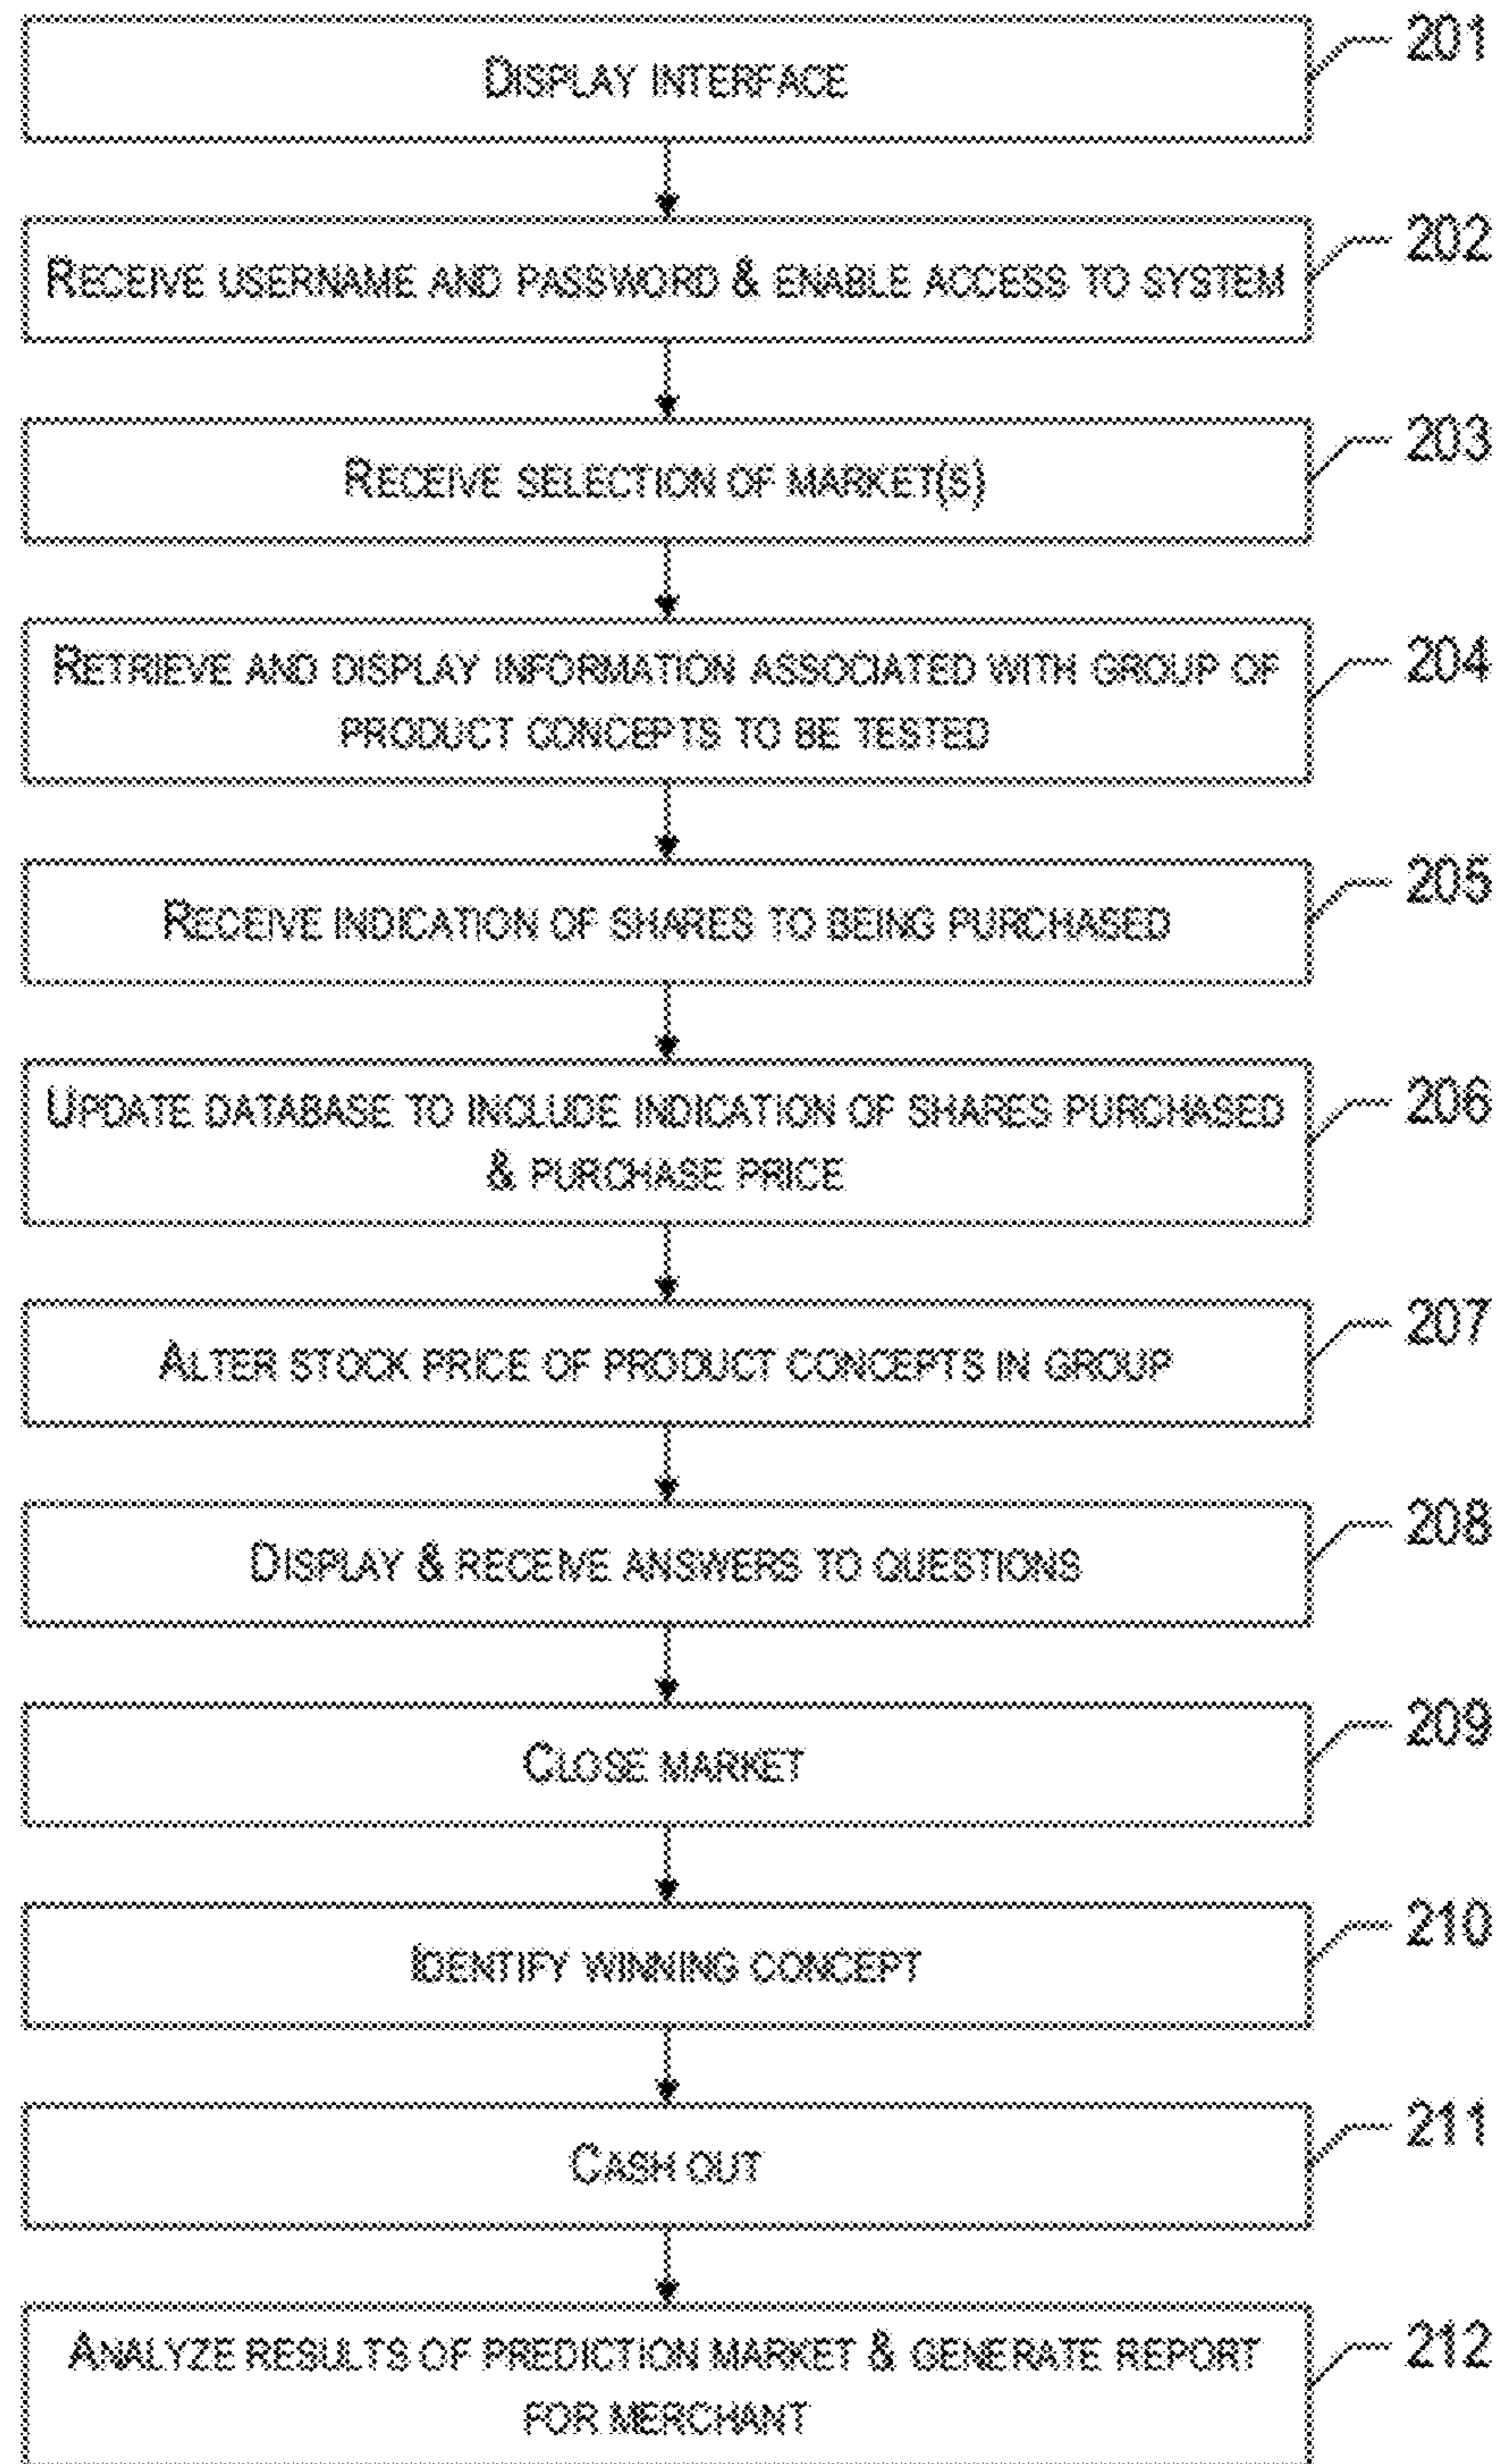 DISPLAY INTERFACE
201
RECEIVE USERNAME AND PASSWORD & ENABLE ACCESS TO SYSTEM
202
RECEIVE SELECTION OF MARKET(S)
203
RETRIEVE AND DISPLAY INFORMATION ASSOCIATED WITH GROUP OF
PRODUCT CONCEPTS TO BE TESTED
204
RECEIVE INDICATION OF SHARES TO BEING PURCHASED
205
UPDATE DATABASE TO INCLUDE INDICATION OF SHARES PURCHASED
& PURCHASE PRICE
206
ALTER STOCK PRICE OF PRODUCT CONCEPTS IN GROUP
207
DISPLAY & RECEIVE ANSWERS TO QUESTIONS
208
CLOSE MARKET
209
IDENTIFY WINNING CONCEPT
210
CASH OUT
211
ANALYZE RESULTS OF PREDICTION MARKET & GENERATE REPORT
FOR MERCHANT
212